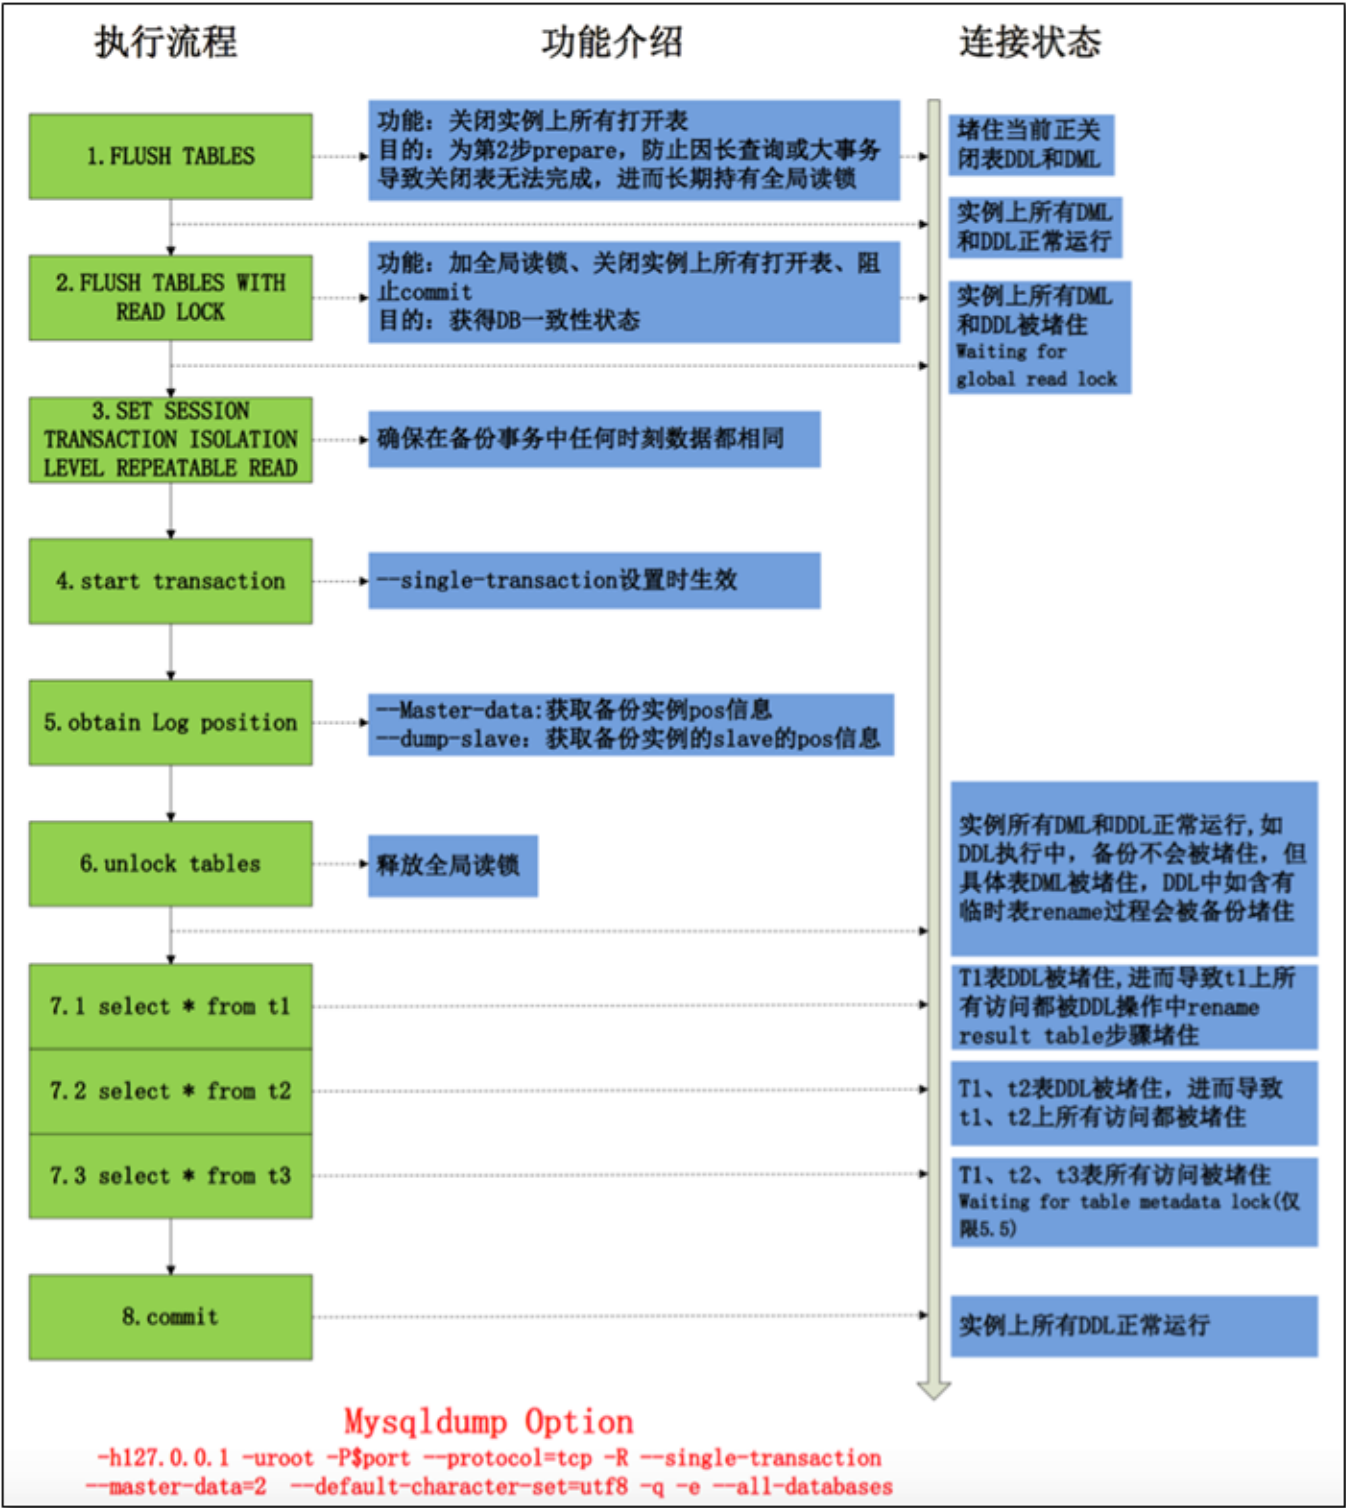 执行流程
功能介绍
连接状态
1.FLUSH TABLES
功能：关闭实例上所有打开表
目的：为第2步prepare，防止因长查询或大事务
导致关闭表无法完成，进而长期持有全局读锁
堵住当前正关
闭表DDL和DML
实例上所有DML
和DDL正常运行
2.FLUSH TABLES WITH
READ LOCK
功能：加全局读锁、关闭实例上所有打开表、阻
止commit
目的：获得DB一致性状态
实例上所有DML
和DDL被堵住
Waiting for
global read lock
3.SET SESSION
TRANSACTION ISOLATION
LEVEL REPEATABLE READ
确保在备份事务中任何时刻数据都相同
4.start transaction
--single-transaction设置时生效
5.obtain Log position
--Master-data:获取备份实例pos信息
--dump-slave：获取备份实例的slave的pos信息
6.unlock tables
释放全局读锁
实例所有DML和DDL正常运行,如
DDL执行中，备份不会被堵住，但
具体表DML被堵住，DDL中如含有
临时表rename过程会被备份堵住
7.1 select * from t1
T1表DDL被堵住,进而导致t1上所
有访问都被DDL操作中rename
result table步骤堵住
7.2 select * from t2
T1、t2表DDL被堵住，进而导致
t1、t2上所有访问都被堵住
7.3 select * from t3
T1、t2、t3表所有访问被堵住
Waiting for table metadata lock(仅
限5.5)
8.commit
实例上所有DDL正常运行
Mysqldump Option
-h127.0.0.1 -uroot -P$port --protocol=tcp -R --single-transaction
--master-data=2 --default-character-set=utf8 -q -e --all-databases